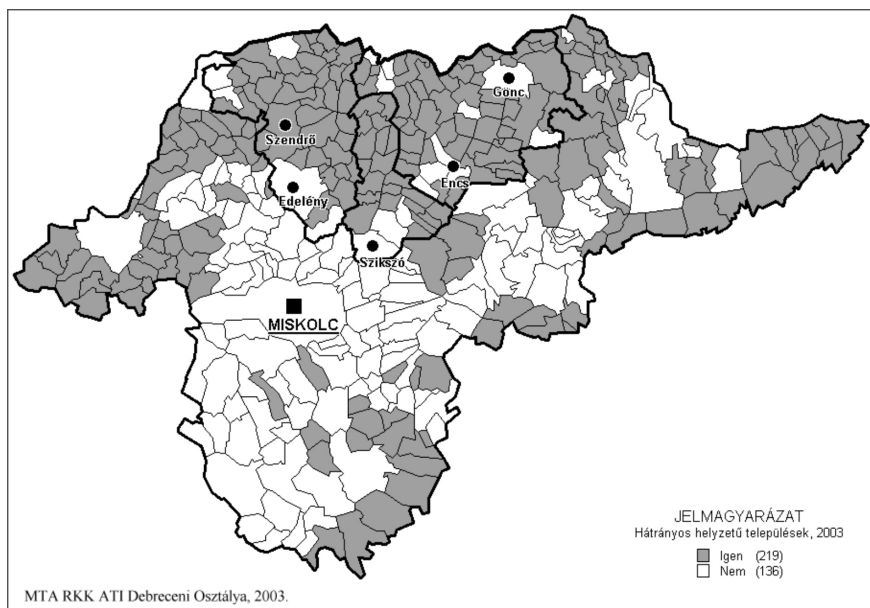 Gönc
Szendrő
Encs
Edelény
Szikszó
MISKOLC
JELMAGYARÁZAT
Hátrányos helyzetű települések, 2003
Igen (219)
Nem (136)
MTA RKK ATI Debreceni Osztálya, 2003.